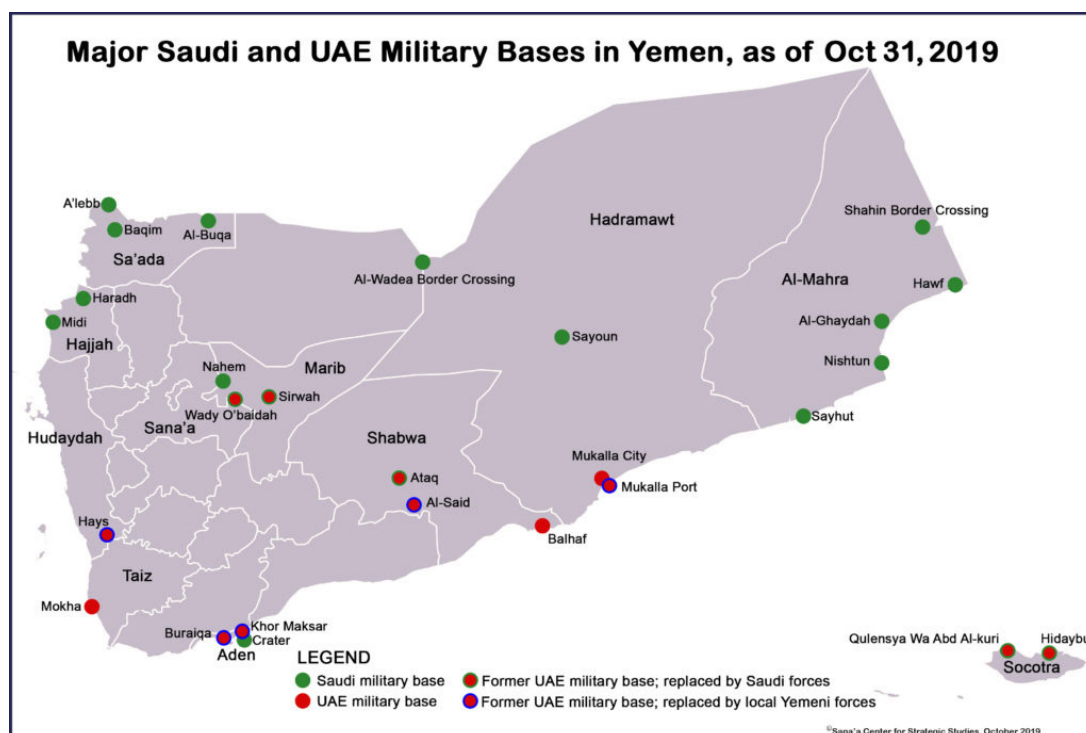 Major Saudi and UAE Military Bases in Yemen, as of Oct 31, 2019
A'lebb
Baqim
Al-Buqa
Sa'ada
Hadramawt
Shahin Border Crossing
Al-Wadea Border Crossing
Al-Mahra
Hawf
Haradh
Midi
Hajjah
Al-Ghaydah
Sayoun
Nishtun
Nahem
Marib
Sirwah
Wady O'baidah
Sana'a
Hudaydah
Shabwa
Sayhut
Mukalla City
Ataq
Mukalla Port
Al-Said
Hays
Balhaf
Taiz
Mokha
Khor Maksar
Buraiqa
Crater
Aden
Qulensya Wa Abd Al-kuri
Hidaybu
Socotra
LEGEND
Saudi military base
Former UAE military base; replaced by Saudi forces
UAE military base
Former UAE military base; replaced by local Yemeni forces
©Sana'a Center for Strategic Studies, October 2019